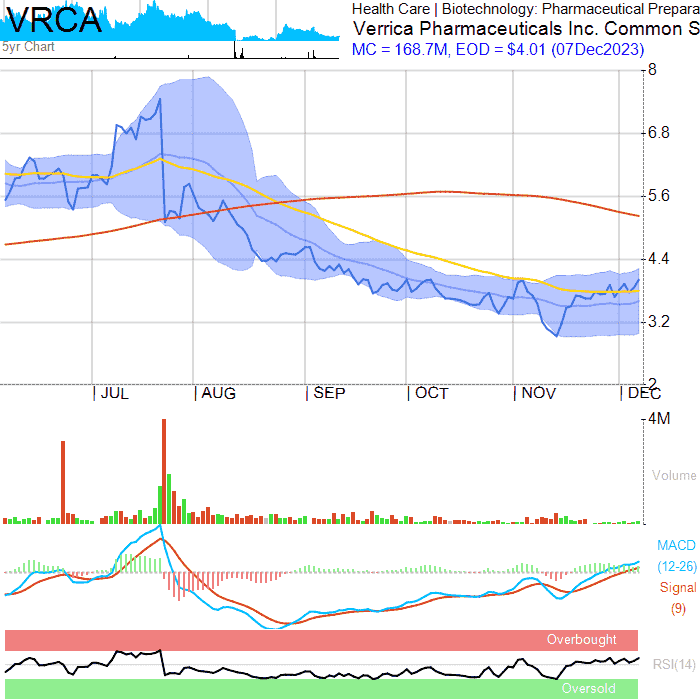 VRCA
5yr Chart
Health Care | Biotechnology: Pharmaceutical Prepara
Verrica Pharmaceuticals Inc. Common S
MC = 168.7M, EOD = $4.01 (07Dec2023)
8
6.8
5.6
4.4
3.2
2
JUL AUG SEP OCT NOV DEC
4M
Volume
MACD
(12-26)
Signal
(9)
Overbought
RSI(14)
Oversold